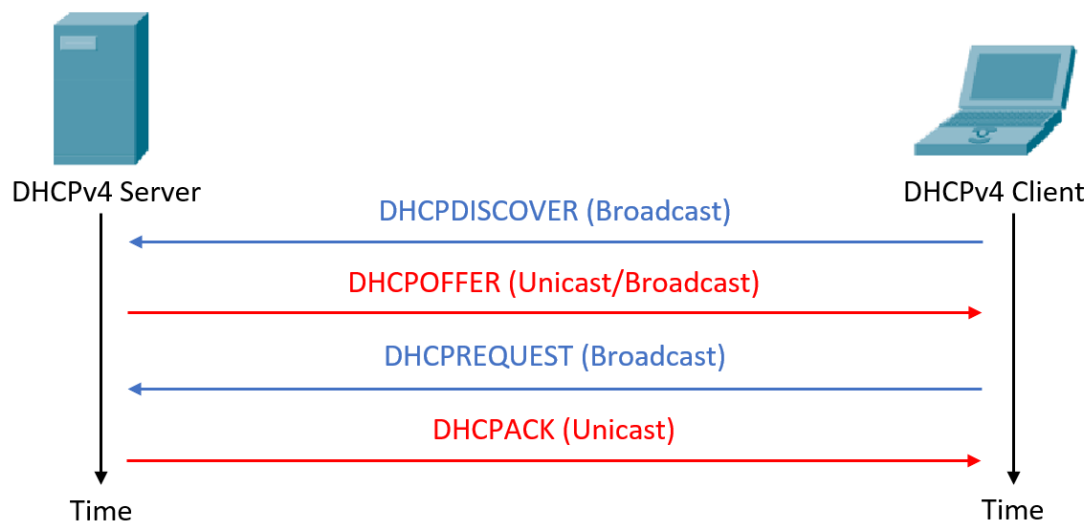 DHCPv4 Server
DHCPv4 Client
DHCPDISCOVER (Broadcast)
DHCPOFFER (Unicast/Broadcast)
DHCPREQUEST (Broadcast)
DHCPACK (Unicast)
Time
Time